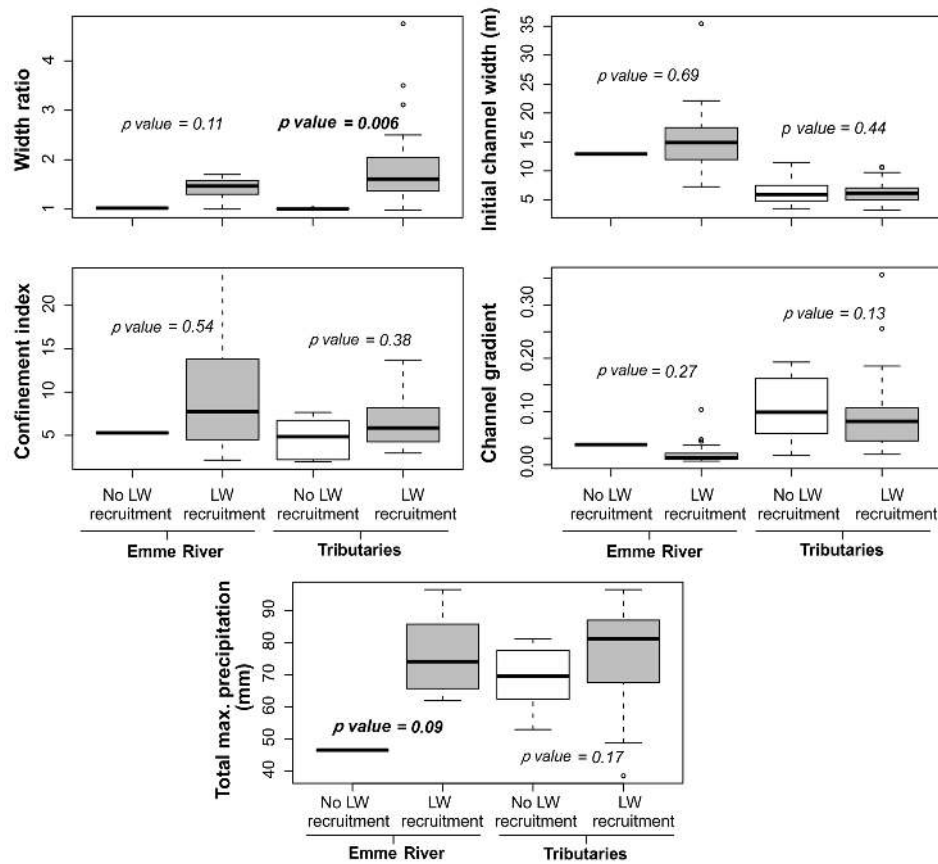 Width ratio
4
3
2
1
p value = 0.11
p value = 0.006
Initial channel width (m)
35
30
25
20
15
10
5
p value = 0.69
p value = 0.44
Confinement index
20
15
10
5
p value = 0.54
p value = 0.38
No LW
recruitment
LW
recruitment
No LW
recruitment
LW
recruitment
Emme River
Tributaries
Channel gradient
0.30
0.20
0.10
0.00
p value = 0.27
p value = 0.13
No LW
recruitment
LW
recruitment
No LW
recruitment
LW
recruitment
Emme River
Tributaries
Total max. precipitation
(mm)
90
80
70
60
50
40
p value = 0.09
p value = 0.17
No LW
recruitment
LW
recruitment
No LW
recruitment
LW
recruitment
Emme River
Tributaries